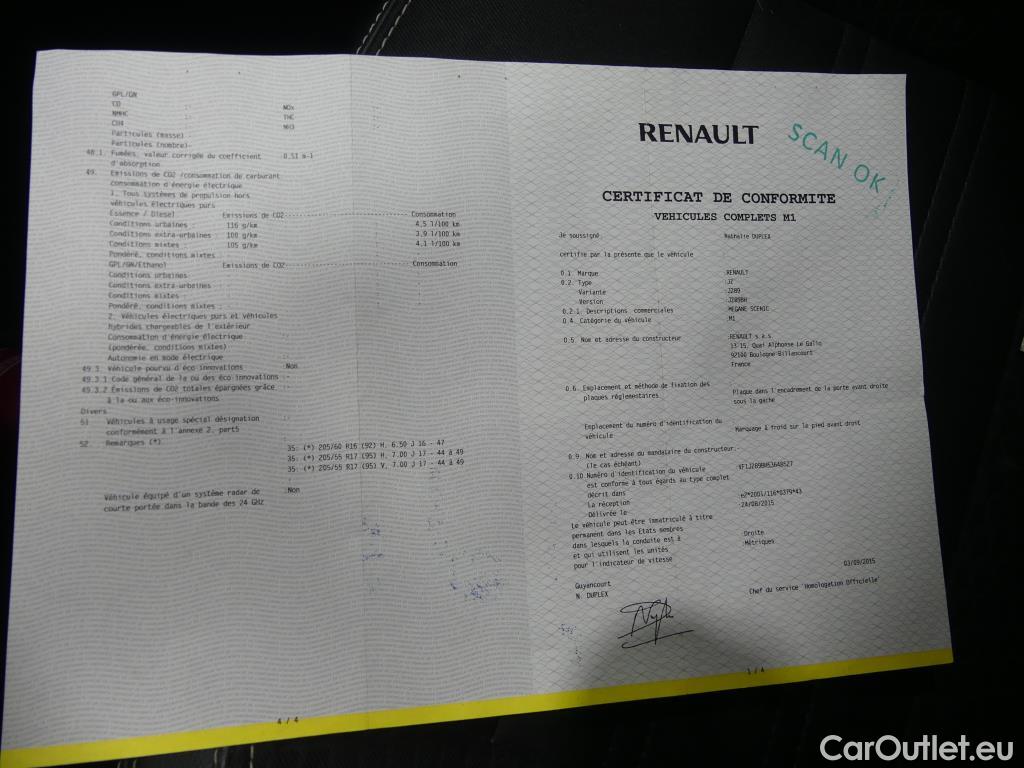 GPL/GN
CO : NOx
NMHC : THC
CH4 : NH3
Particules (masse) :
Particules (nombre) :
48.1. Fumées, valeur corrigée du coefficient :0.51 m-1
d'absorption
49. Emissions de CO2 /consommation de carburant
consommation d'énergie électrique
1. Tous systèmes de propulsion hors
véhicules électriques purs
Essence / Diesel Emissions de CO2 Consommation
Conditions urbaines : 116 g/km 4.5 l/100 km
Conditions extra-urbaines : 100 g/km 3.9 l/100 km
Conditions mixtes : 105 g/km 4.1 l/100 km
Pondéré, conditions mixtes :
GPL/GN/Ethanol Emissions de CO2 Consommation
Conditions urbaines
Conditions extra-urbaines
Conditions mixtes :
Pondéré, conditions mixtes :
2. Véhicules électriques purs et véhicules
hybrides chargeables de l'extérieur
Consommation d'énergie électrique
(pondérée, conditions mixtes)
Autonomie en mode électrique
49.3. Véhicule pourvu d'éco-innovations :Non
49.3.1 Code général de la ou des éco-innovations
49.3.2 Emissions de CO2 totales épargnées grâce
à la ou aux éco-innovations
Divers
51 Véhicules à usage spécial désignation
conformément à l'annexe 2, part5
52. Remarques (*)
35: (*) 205/60 R16 (92) H. 6.50 J 16 - 47
35: (*) 205/55 R17 (95) H. 7.00 J 17 - 44 à 49
35: (*) 205/55 R17 (95) V. 7.00 J 17 - 44 à 49
Véhicule équipé d'un système radar de :Non
courte portée dans la bande des 24 GHz
4 / 4
RENAULT
SCAN OK
CERTIFICAT DE CONFORMITE
VEHICULES COMPLETS M1
Je soussigné Nathalie DUPLEX
certifie par la présente que le véhicule
0.1. Marque :RENAULT
0.2. Type :JZ
Variante :JZ89
Version :JZ89BH
0.2.1. Descriptions commerciales :MEGANE SCENIC
0.4. Catégorie du véhicule :M1
0.5. Nom et adresse du constructeur :RENAULT s.a.s.
13-15, Quai Alphonse Le Gallo
92100 Boulogne-Billancourt
France
0.6. Emplacement et méthode de fixation des Plaque dans l'encadrement de la porte avant droite
plaques réglementaires sous la gache
Emplacement du numéro d'identification du Marquage à froid sur le pied avant droit
véhicule
0.9. Nom et adresse du mandataire du constructeur:-
(le cas échéant)
0.10 Numéro d'identification du véhicule :VF1JZ89BH53648527
est conforme à tous égards au type complet
décrit dans
La réception :e2*2001/116*0379*43
Délivrée le :24/08/2015
Le véhicule peut être immatriculé à titre
permanent dans les Etats membres
dans lesquels la conduite est à :Droite
et qui utilisent les unités :Métriques
pour l'indicateur de vitesse
Guyancourt 03/09/2015
N. DUPLEX Chef du service 'Homologation Officielle'
1 / 4
CarOutlet.eu